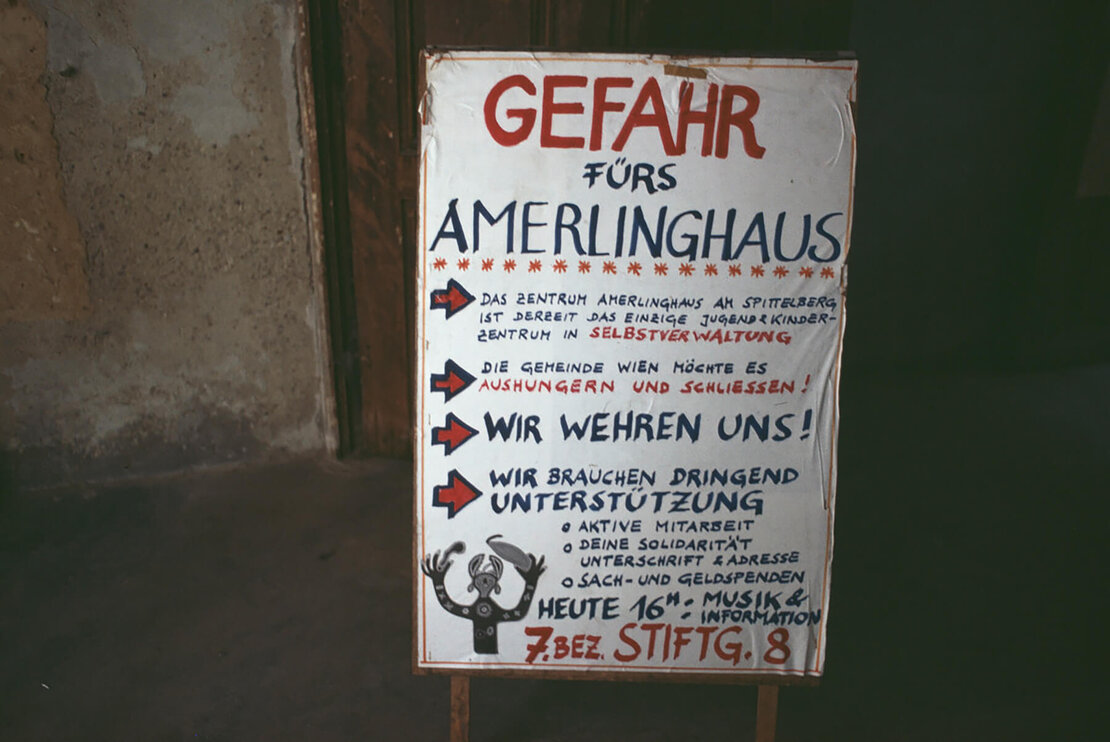 GEFAHR
FÜRS
AMERLINGHAUS
DAS ZENTRUM AMERLINGHAUS AM SPITTELBERG
IST DERZEIT DAS EINZIGE JUGEND & KINDER-
ZENTRUM IN SELBSTVERWALTUNG
DIE GEMEINDE WIEN MÖCHTE ES
AUSHUNGERN UND SCHLIESSEN!
WIR WEHREN UNS!
WIR BRAUCHEN DRINGEND
UNTERSTÜTZUNG
o AKTIVE MITARBEIT
o DEINE SOLIDARITÄT
UNTERSCHRIFT & ADRESSE
o SACH- UND GELDSPENDEN
HEUTE 16H: MUSIK &
INFORMATION
7. BEZ. STIFTG. 8